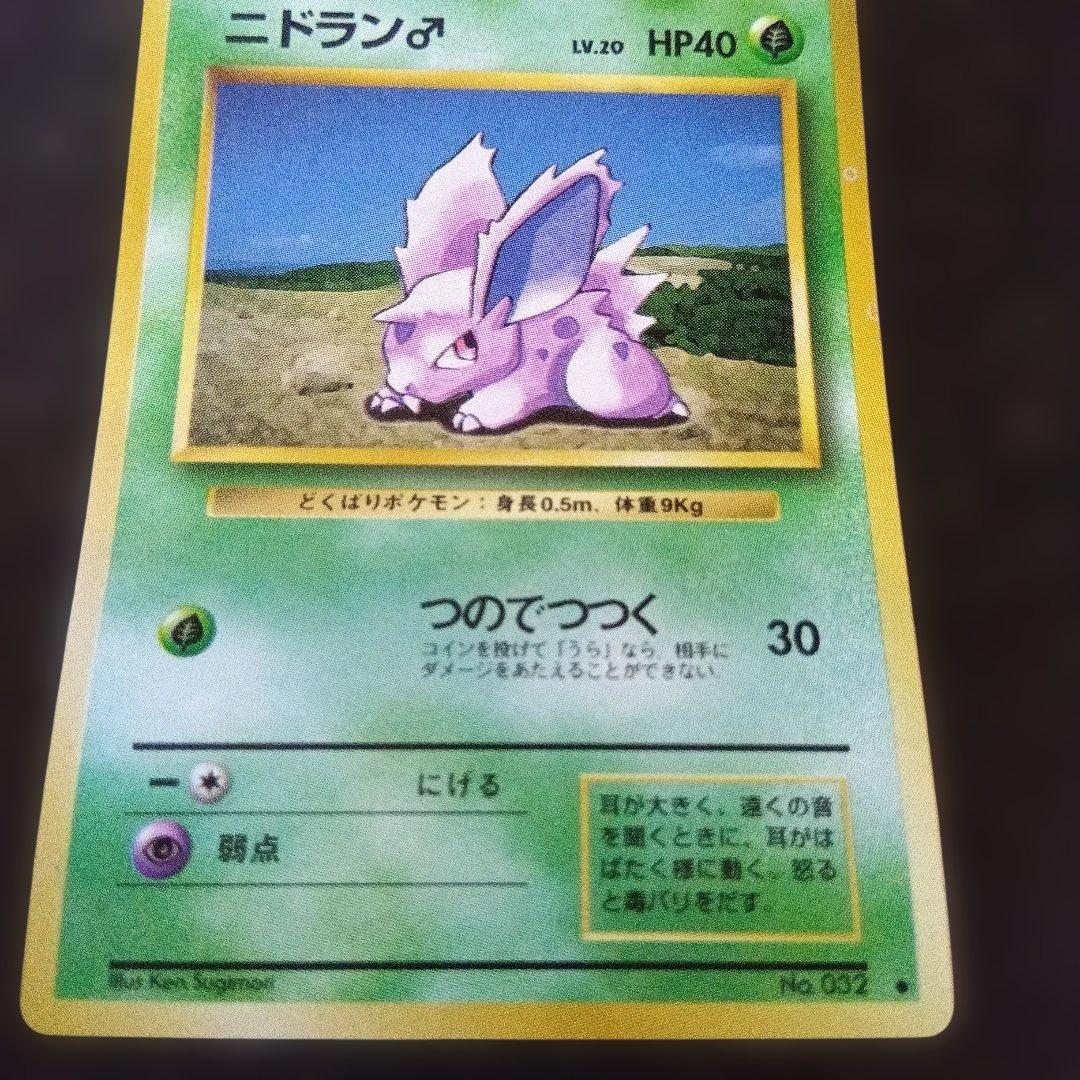 ニドラン♂ LV.20 HP40
どくばりポケモン：身長0.5m、体重9Kg
つのでつつく 30
コインを投げて「うら」なら、相手に
ダメージをあたえることができない。
にげる
弱点
耳が大きく、遠くの音
を聞くときに、耳がは
ばたく様に動く。怒る
と毒バリをだす。
Illus Ken Sugimori No. 032